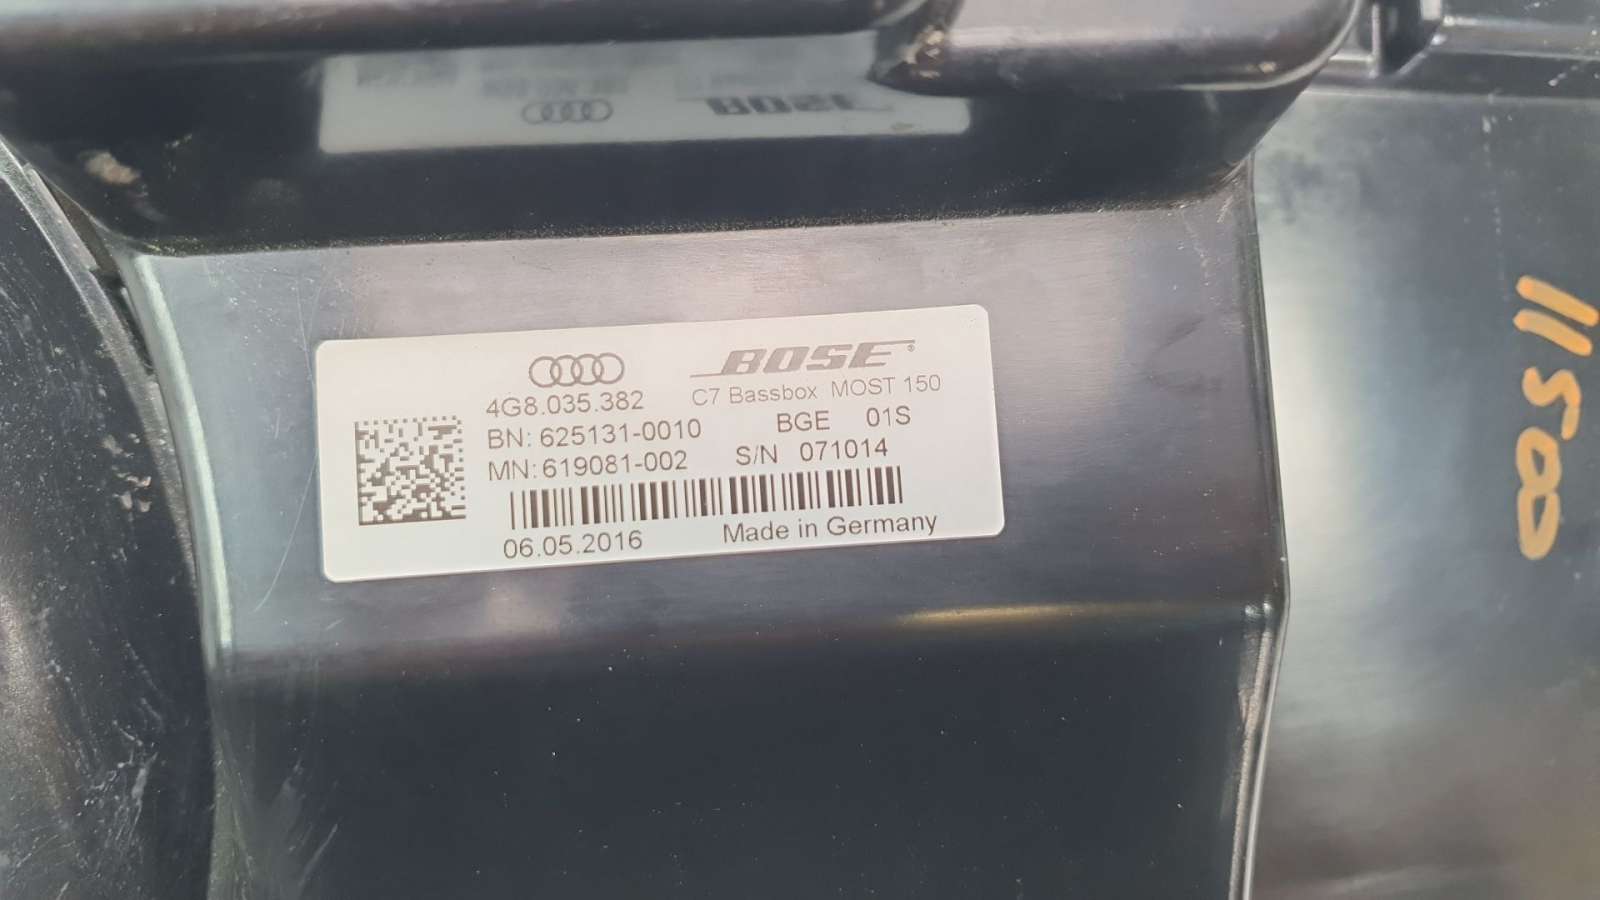 BOSE®
4G8.035.382
C7 Bassbox MOST 150
BN: 625131-0010
BGE 01S
MN: 619081-002
S/N 071014
06.05.2016
Made in Germany
11500